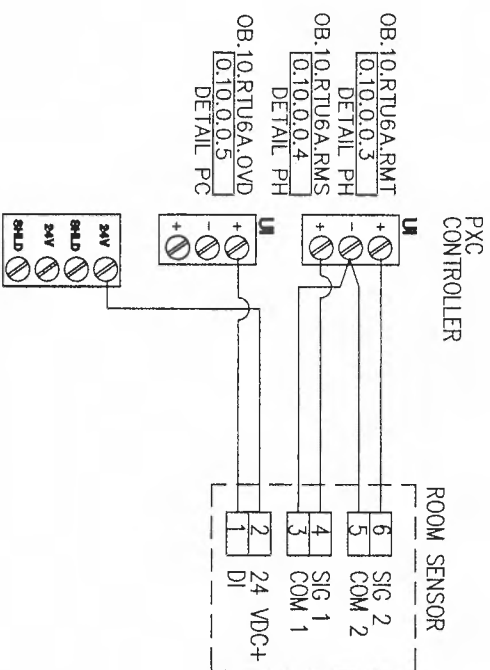 PXC
CONTROLLER
OB.10.RTU6A.RMT
10.10.0.0.3
DETAIL PH
OB.10.RTU6A.RMS
10.10.0.0.4
DETAIL PH
OB.10.RTU6A.OVD
10.10.0.0.5
DETAIL PC
UI
+
-
+
UI
+
-
+
24V
SHLD
24V
SHLD
ROOM SENSOR
6 SIG 2
5 COM 2
4 SIG 1
3 COM 1
2 24 VDC+
1 DI